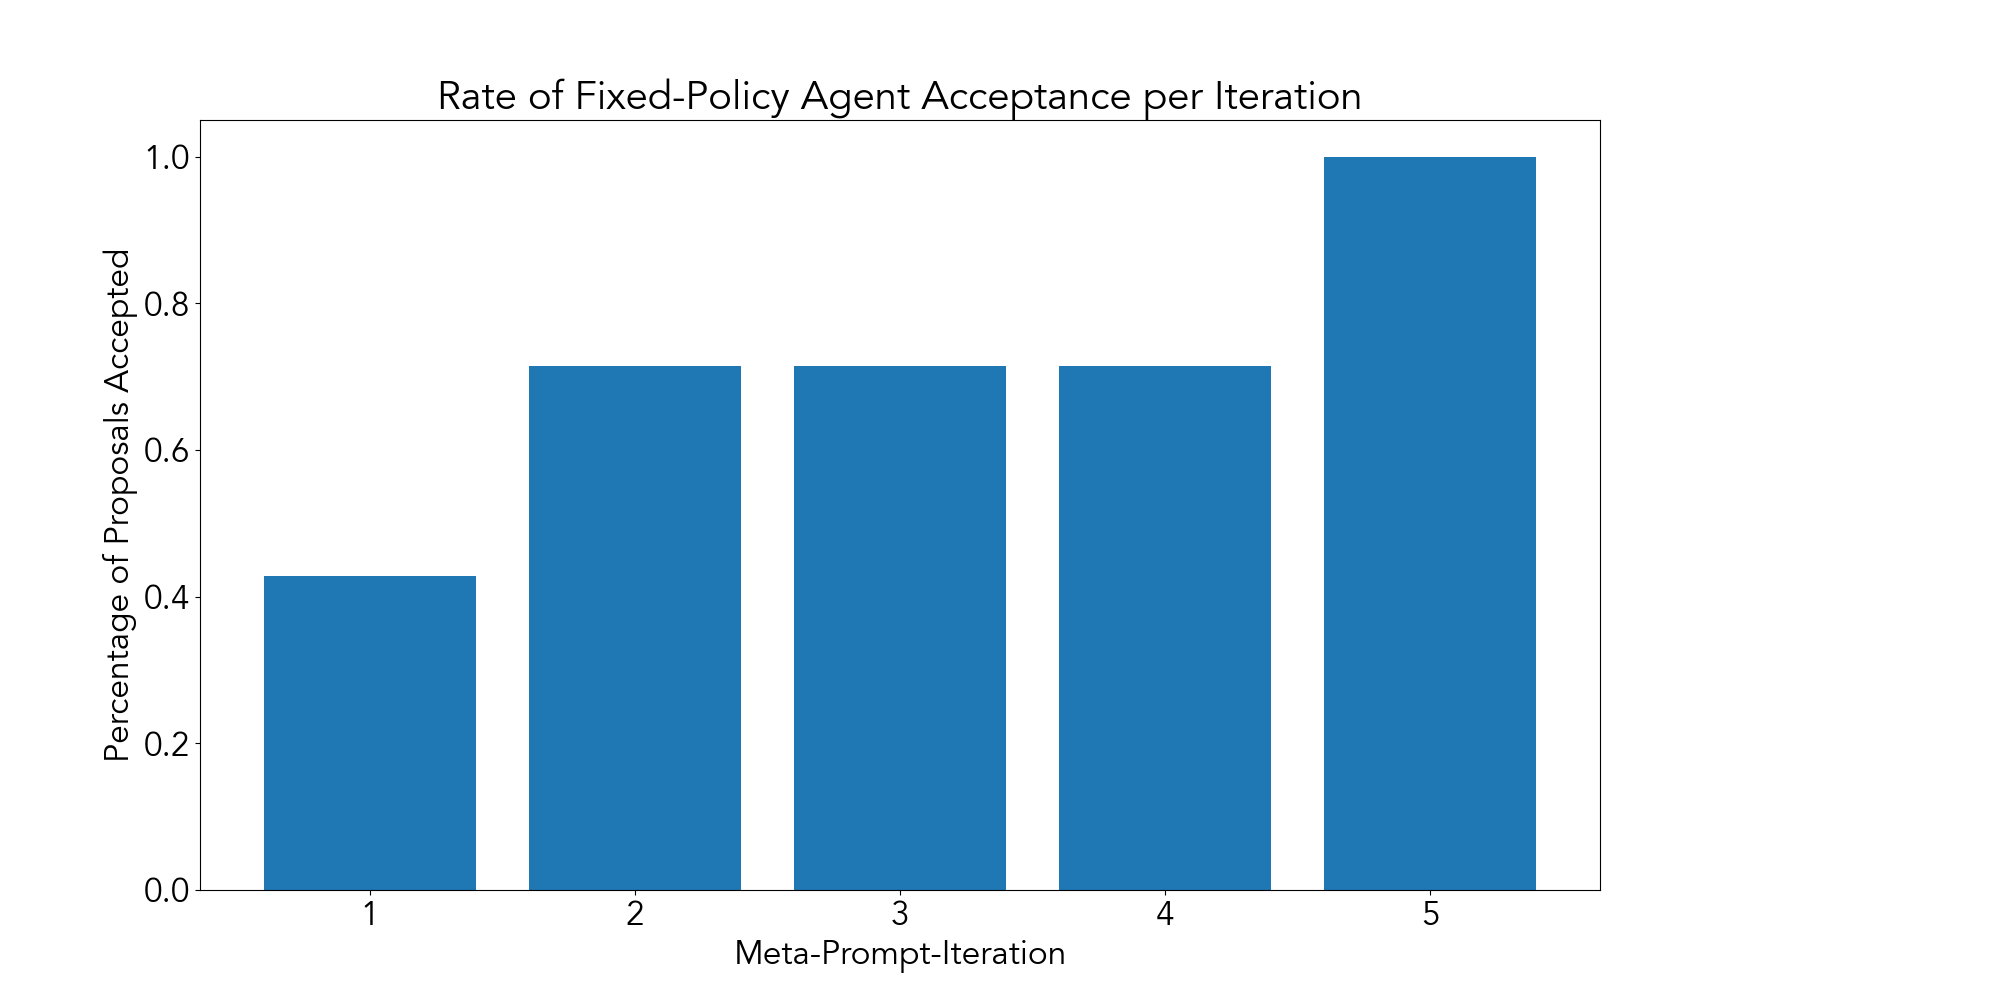 Rate of Fixed-Policy Agent Acceptance per Iteration
Percentage of Proposals Accepted
1.0
0.8
0.6
0.4
0.2
0.0
1 2 3 4 5
Meta-Prompt-Iteration